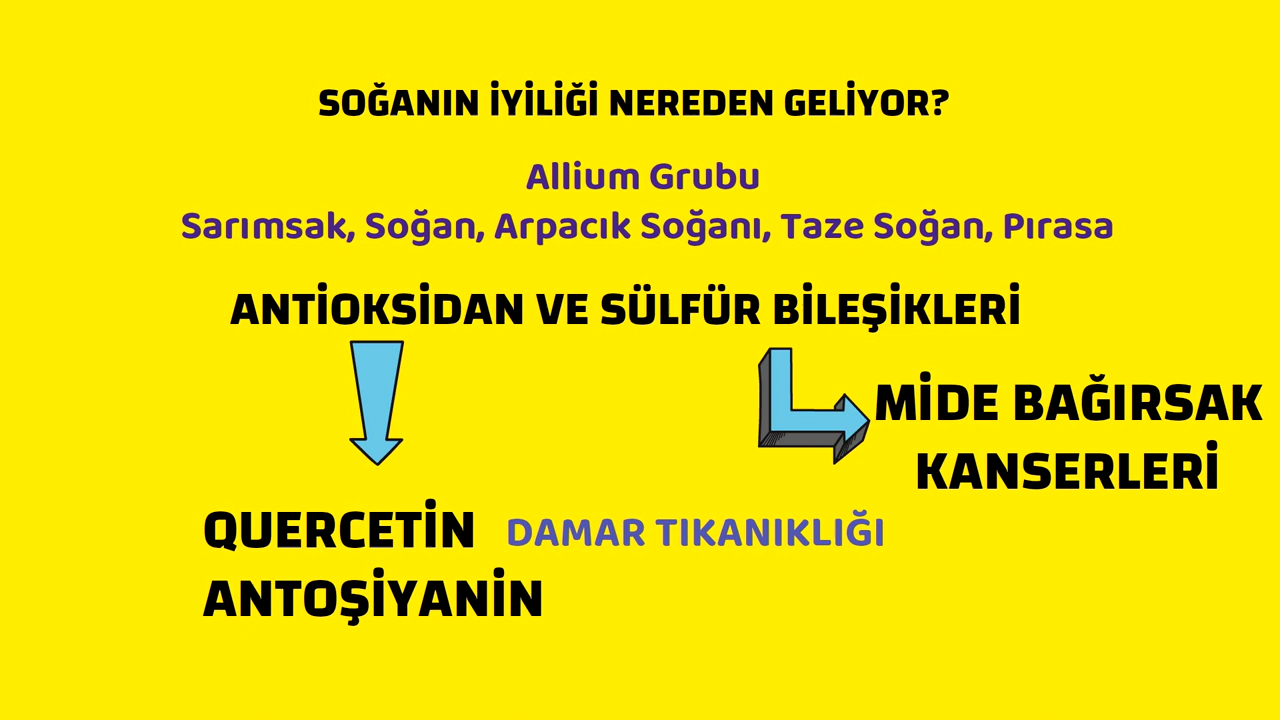 SOĞANIN İYİLİĞİ NEREDEN GELİYOR?
Allium Grubu
Sarımsak, Soğan, Arpacık Soğanı, Taze Soğan, Pırasa
ANTİOKSİDAN VE SÜLFÜR BİLEŞİKLERİ
MİDE BAĞIRSAK
KANSERLERİ
QUERCETİN DAMAR TIKANIKLIĞI
ANTOŞİYANİN